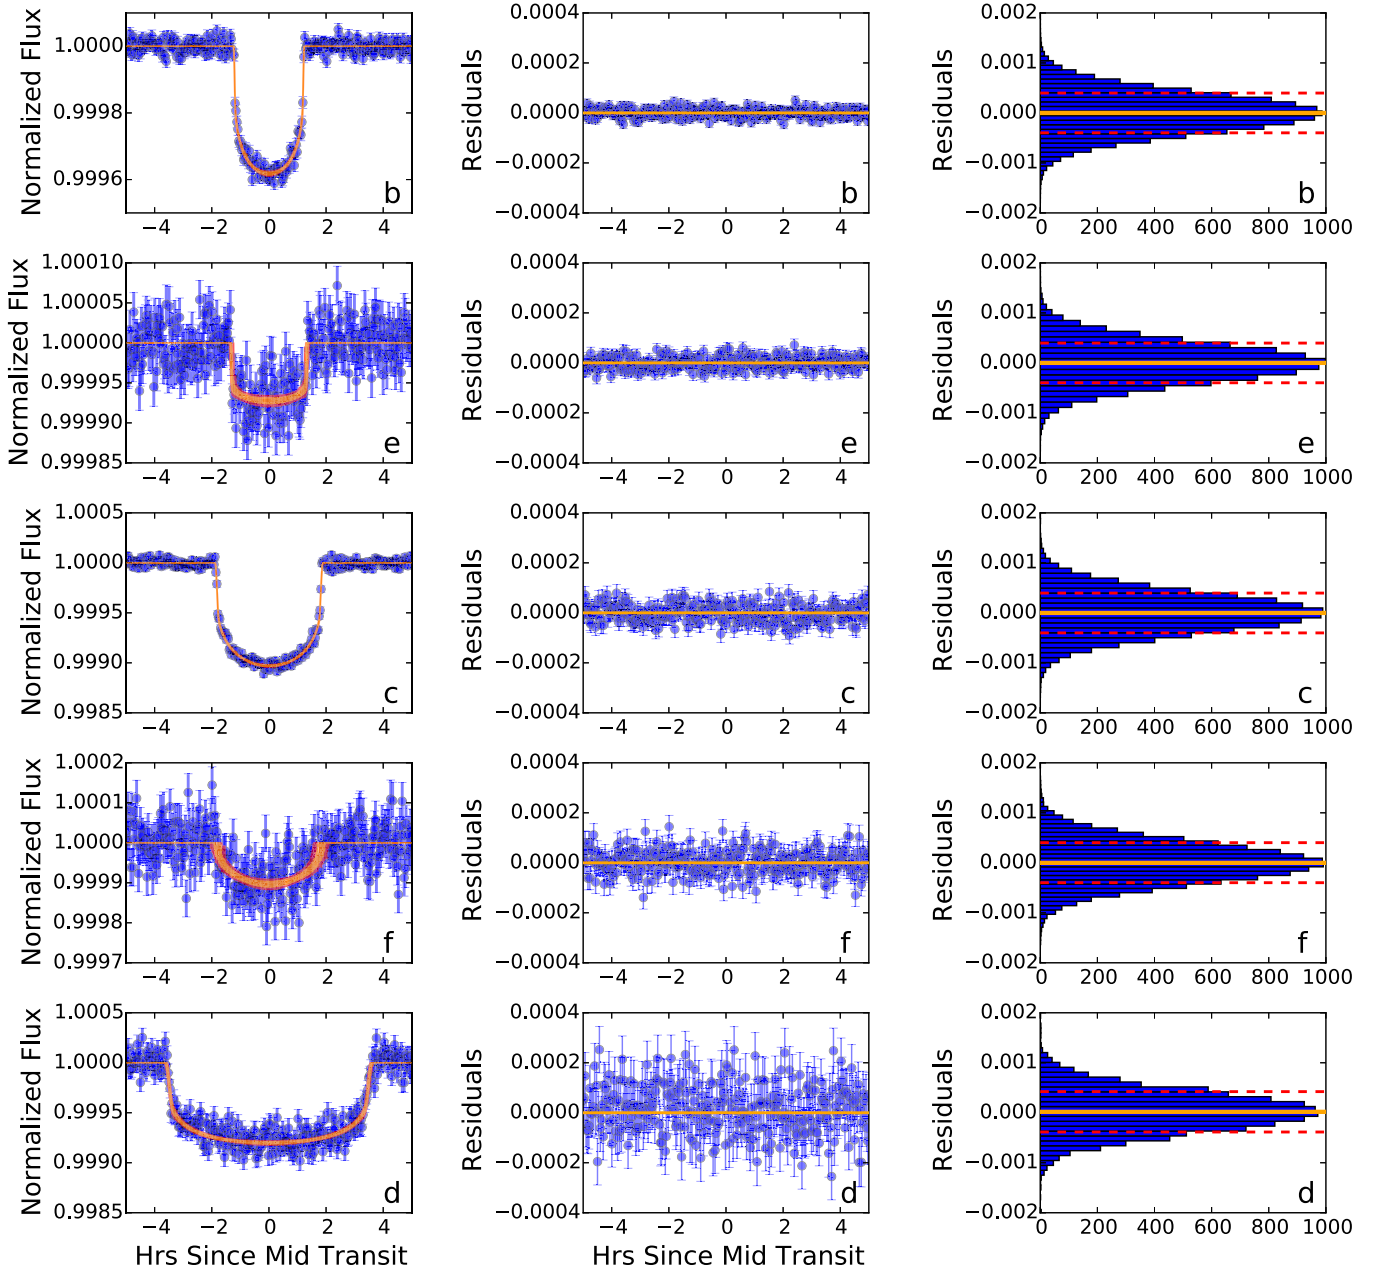 Normalized Flux
1.0000
0.9998
0.9996
−4 −2 0 2 4
b
Residuals
0.0004
0.0002
0.0000
−0.0002
−0.0004
−4 −2 0 2 4
b
Residuals
0.002
0.001
0.000
−0.001
−0.002
0 200 400 600 800 1000
b
Normalized Flux
1.00010
1.00005
1.00000
0.99995
0.99990
0.99985
−4 −2 0 2 4
e
Residuals
0.0004
0.0002
0.0000
−0.0002
−0.0004
−4 −2 0 2 4
e
Residuals
0.002
0.001
0.000
−0.001
−0.002
0 200 400 600 800 1000
e
Normalized Flux
1.0005
1.0000
0.9995
0.9990
0.9985
−4 −2 0 2 4
c
Residuals
0.0004
0.0002
0.0000
−0.0002
−0.0004
−4 −2 0 2 4
c
Residuals
0.002
0.001
0.000
−0.001
−0.002
0 200 400 600 800 1000
c
Normalized Flux
1.0002
1.0001
1.0000
0.9999
0.9998
0.9997
−4 −2 0 2 4
f
Residuals
0.0004
0.0002
0.0000
−0.0002
−0.0004
−4 −2 0 2 4
f
Residuals
0.002
0.001
0.000
−0.001
−0.002
0 200 400 600 800 1000
f
Normalized Flux
1.0005
1.0000
0.9995
0.9990
0.9985
−4 −2 0 2 4
d
Hrs Since Mid Transit
Residuals
0.0004
0.0002
0.0000
−0.0002
−0.0004
−4 −2 0 2 4
d
Hrs Since Mid Transit
Residuals
0.002
0.001
0.000
−0.001
−0.002
0 200 400 600 800 1000
d